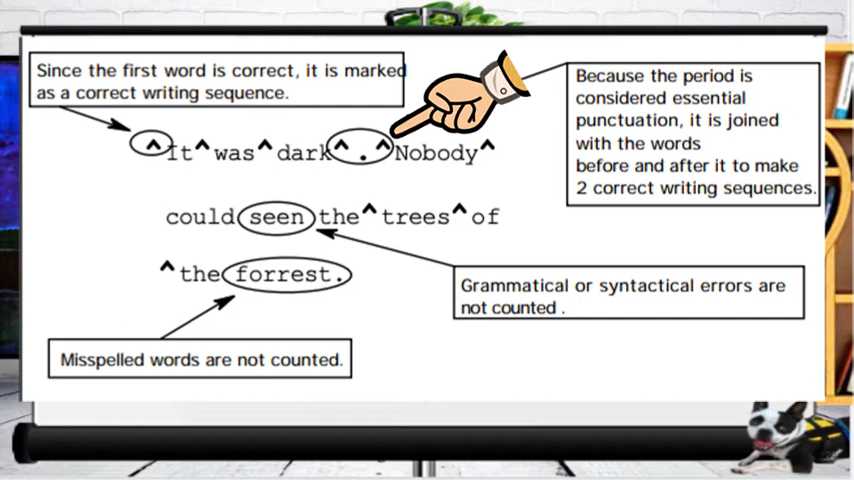 Since the first word is correct, it is marked
as a correct writing sequence.
Because the period is
considered essential
punctuation, it is joined
with the words
before and after it to make
2 correct writing sequences.
^It^was^dark^.^Nobody^
could seen the^trees^of
^the forrest.
Grammatical or syntactical errors are
not counted .
Misspelled words are not counted.